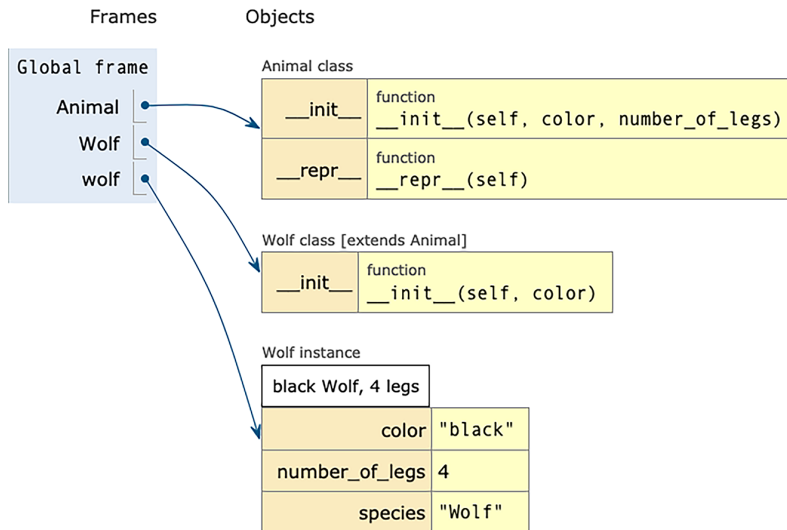 Frames
Objects
Global frame
Animal
Wolf
wolf
Animal class
__init__
function
__init__(self, color, number_of_legs)
__repr__
function
__repr__(self)
Wolf class [extends Animal]
__init__
function
__init__(self, color)
Wolf instance
black Wolf, 4 legs
color "black"
number_of_legs 4
species "Wolf"